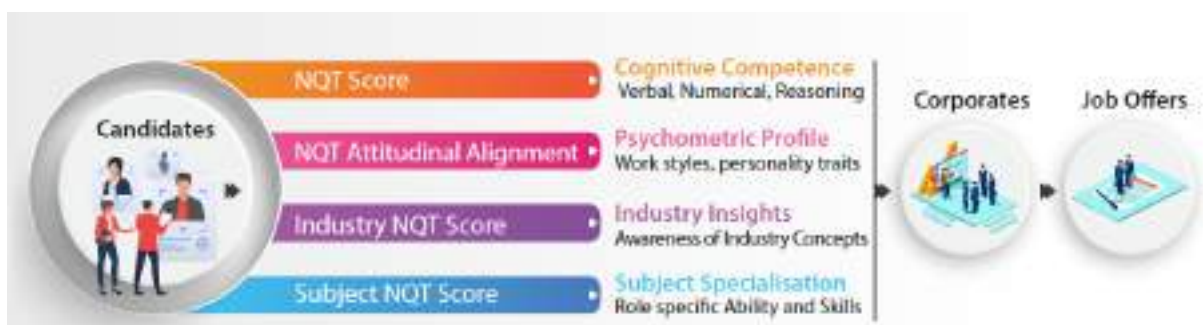 Candidates
NQT Score
Cognitive Competence
Verbal, Numerical, Reasoning
NQT Attitudinal Alignment
Psychometric Profile
Work styles, personality traits
Industry NQT Score
Industry Insights
Awareness of Industry Concepts
Subject NQT Score
Subject Specialisation
Role specific Ability and Skills
Corporates
Job Offers